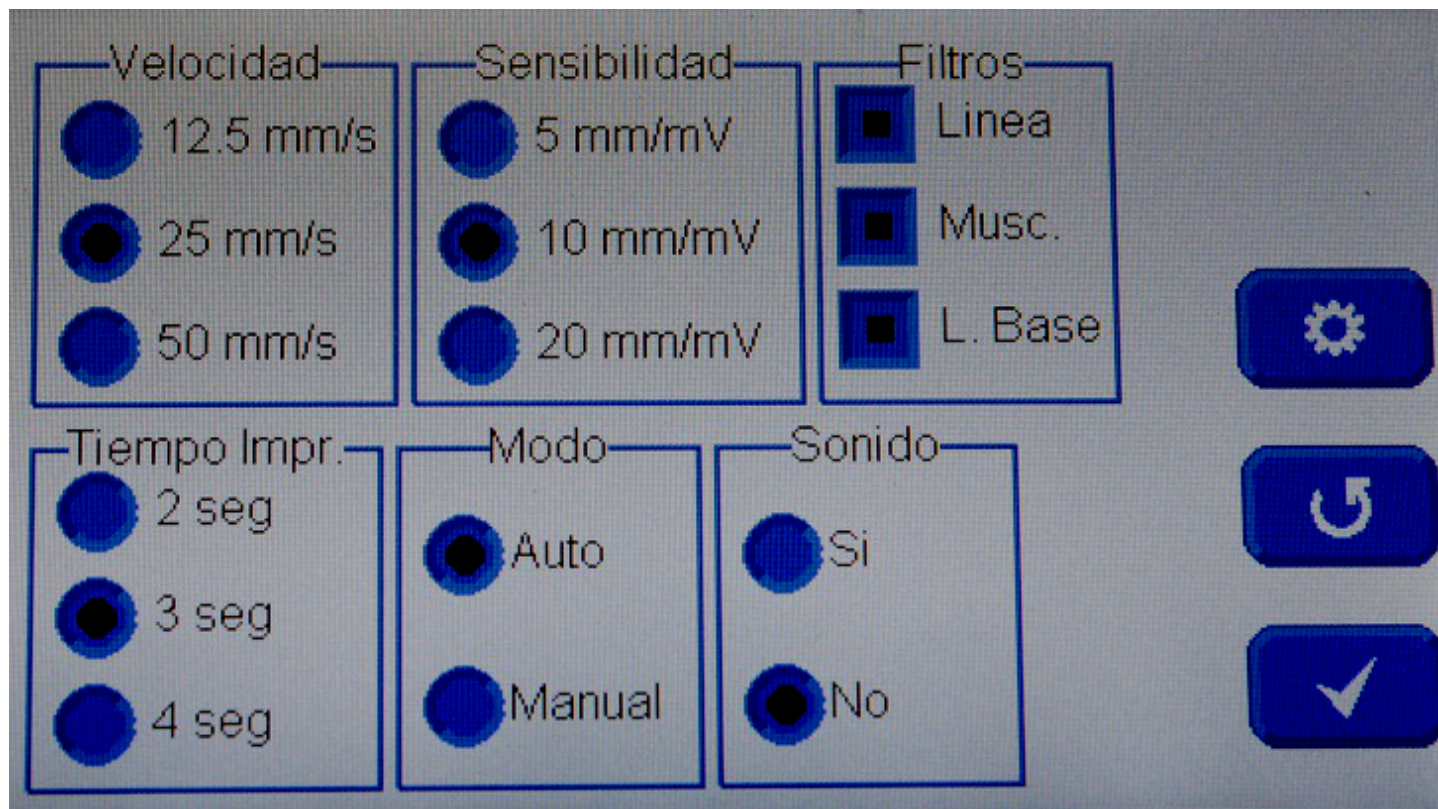 Velocidad
12.5 mm/s
25 mm/s
50 mm/s
Sensibilidad
5 mm/mV
10 mm/mV
20 mm/mV
Filtros
Linea
Musc.
L. Base
Tiempo Impr.
2 seg
3 seg
4 seg
Modo
Auto
Manual
Sonido
Si
No